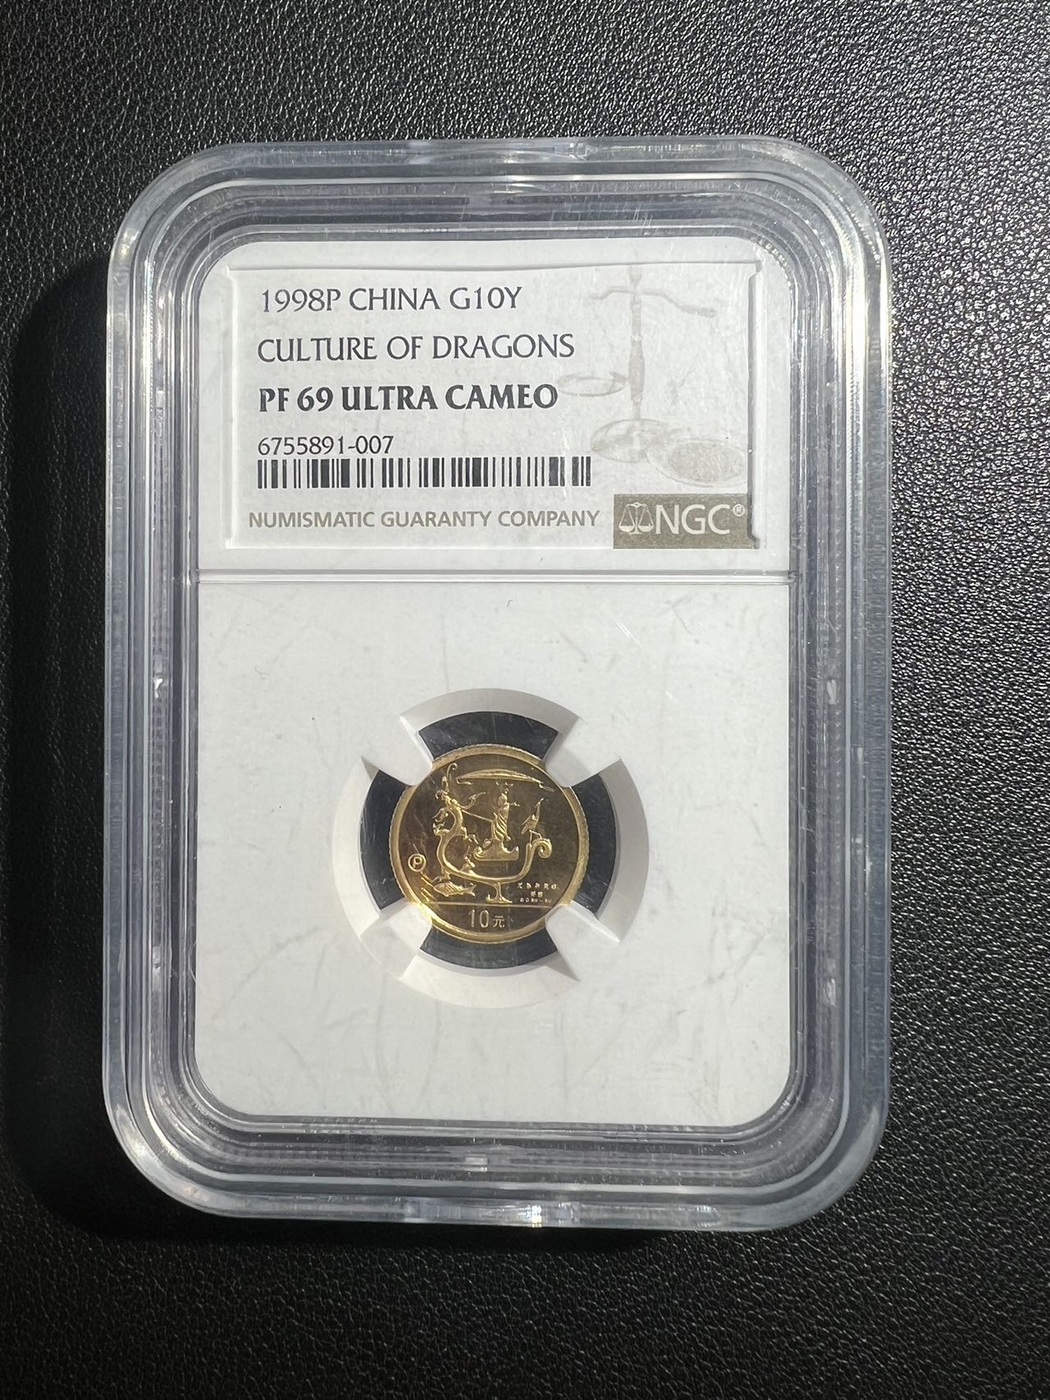 1998P CHINA G10Y
CULTURE OF DRAGONS
PF 69 ULTRA CAMEO
6755891-007
NUMISMATIC GUARANTY COMPANY
NGC®
P
10元